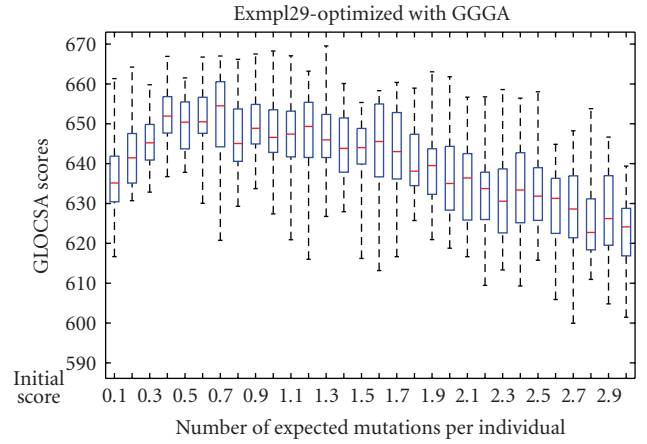 Exmpl29-optimized with GGGA
670
660
650
640
630
620
610
600
590
GLOCSA scores
Initial
score
0.1 0.3 0.5 0.7 0.9 1.1 1.3 1.5 1.7 1.9 2.1 2.3 2.5 2.7 2.9
Number of expected mutations per individual